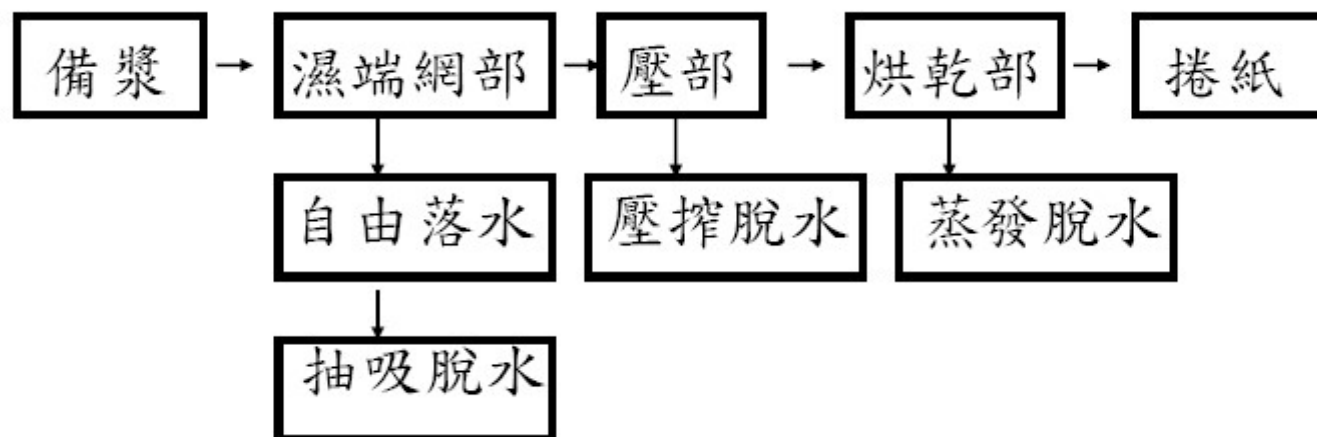 備漿 → 濕端網部 → 壓部 → 烘乾部 → 捲紙
自由落水 壓搾脫水 蒸發脫水
抽吸脫水